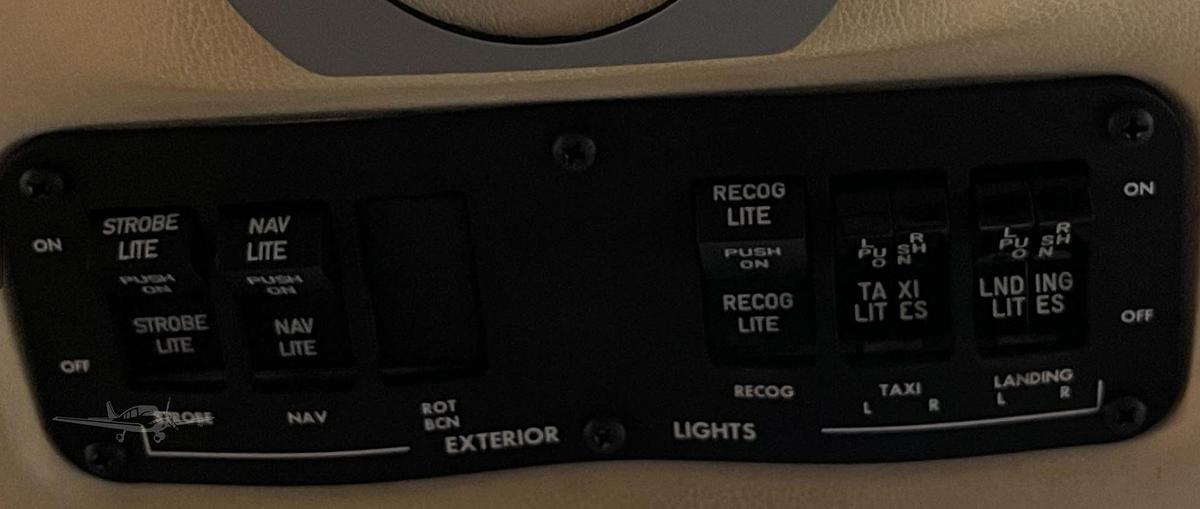 ON
OFF
STROBE
LITE
PUSH
ON
STROBE
LITE
NAV
LITE
PUSH
ON
NAV
LITE
RECOG
LITE
PUSH
ON
RECOG
LITE
L R
PU SH
O N
TA XI
LIT ES
L R
PU SH
O N
LND ING
LIT ES
ON
OFF
STROBE
NAV
ROT
BCN
RECOG
TAXI
L R
LANDING
L R
EXTERIOR LIGHTS